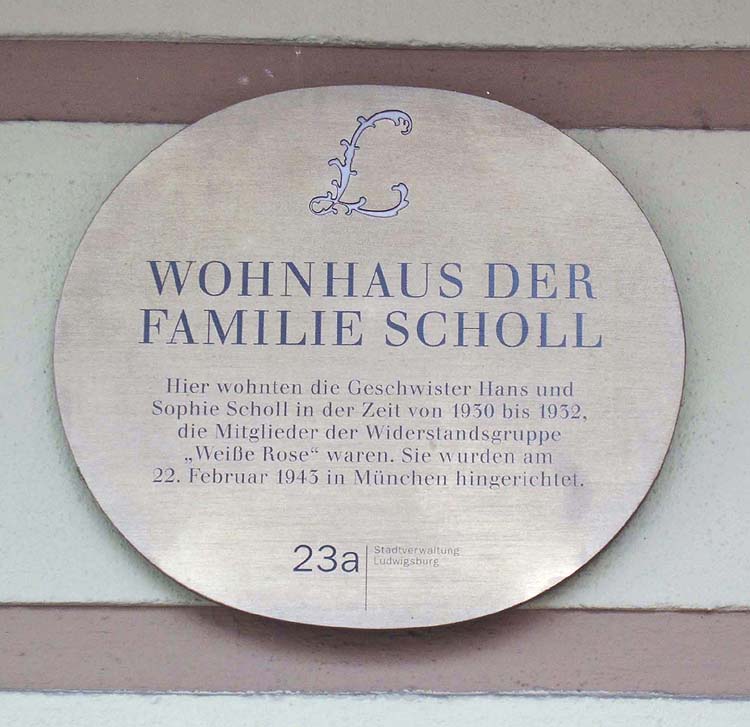 L
WOHNHAUS DER
FAMILIE SCHOLL
Hier wohnten die Geschwister Hans und
Sophie Scholl in der Zeit von 1930 bis 1932,
die Mitglieder der Widerstandsgruppe
„Weiße Rose“ waren. Sie wurden am
22. Februar 1943 in München hingerichtet.
23a
Stadtverwaltung
Ludwigsburg